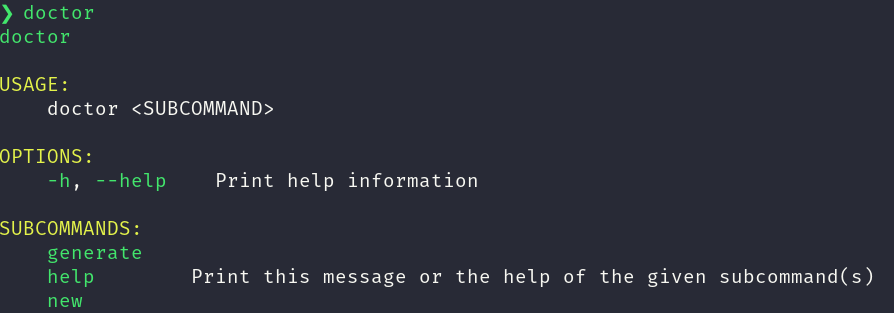 ❯ doctor
doctor

USAGE:
    doctor <SUBCOMMAND>

OPTIONS:
    -h, --help    Print help information

SUBCOMMANDS:
    generate
    help        Print this message or the help of the given subcommand(s)
    new